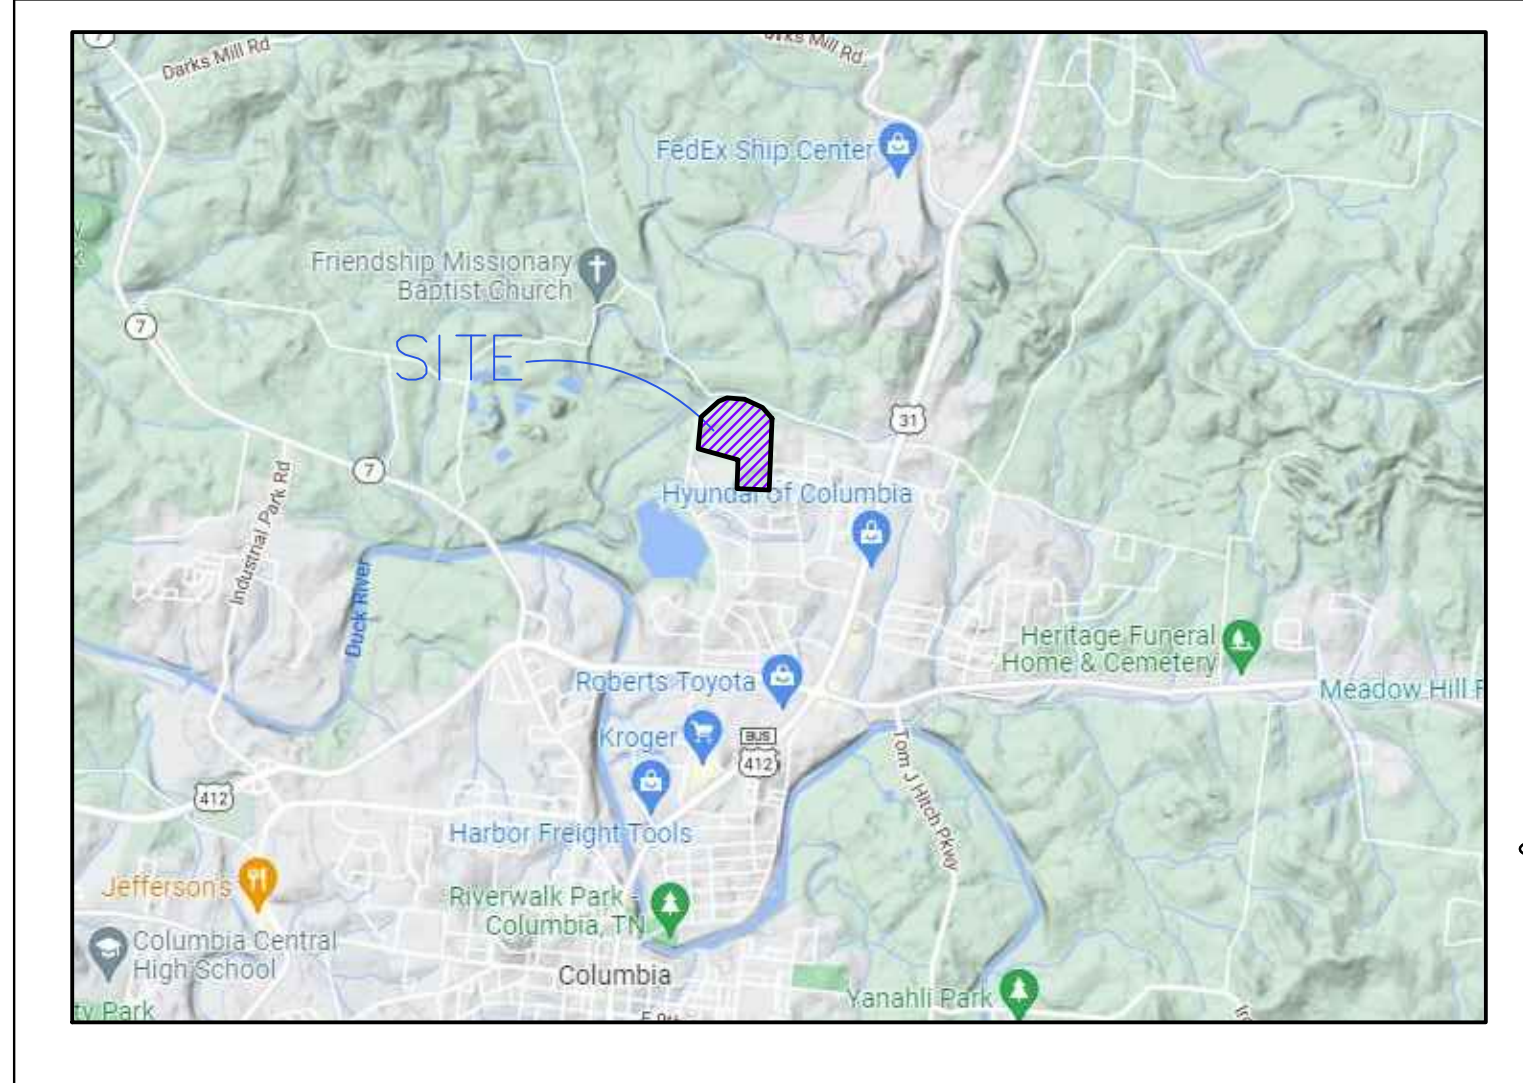 7
Darks Mill Rd
Darks Mill Rd
FedEx Ship Center
Friendship Missionary
Baptist Church
7
SITE
31
7
Industrial Park Rd
Hyundai of Columbia
Duck River
Heritage Funeral
Home & Cemetery
Roberts Toyota
Meadow Hill F
Kroger
BUS
412
Tom J Hitch Pkwy
412
Harbor Freight Tools
Jefferson's
Riverwalk Park -
Columbia, TN
Columbia Central
High School
Columbia
Yanahli Park
ty Park